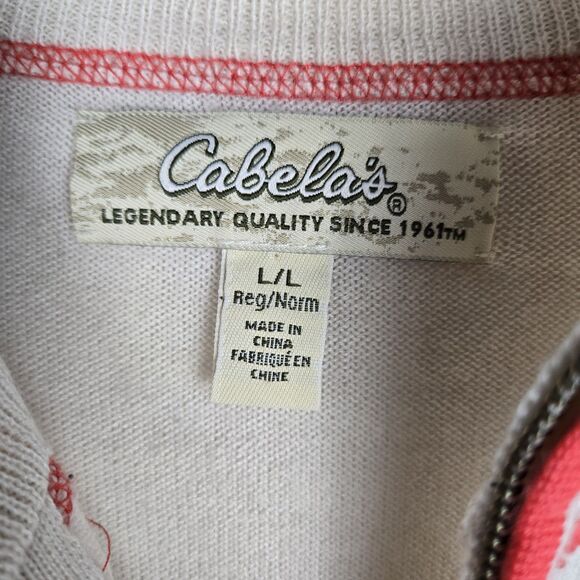 Cabela's®
LEGENDARY QUALITY SINCE 1961™
L/L
Reg/Norm
MADE IN
CHINA
FABRIQUÉ EN
CHINE